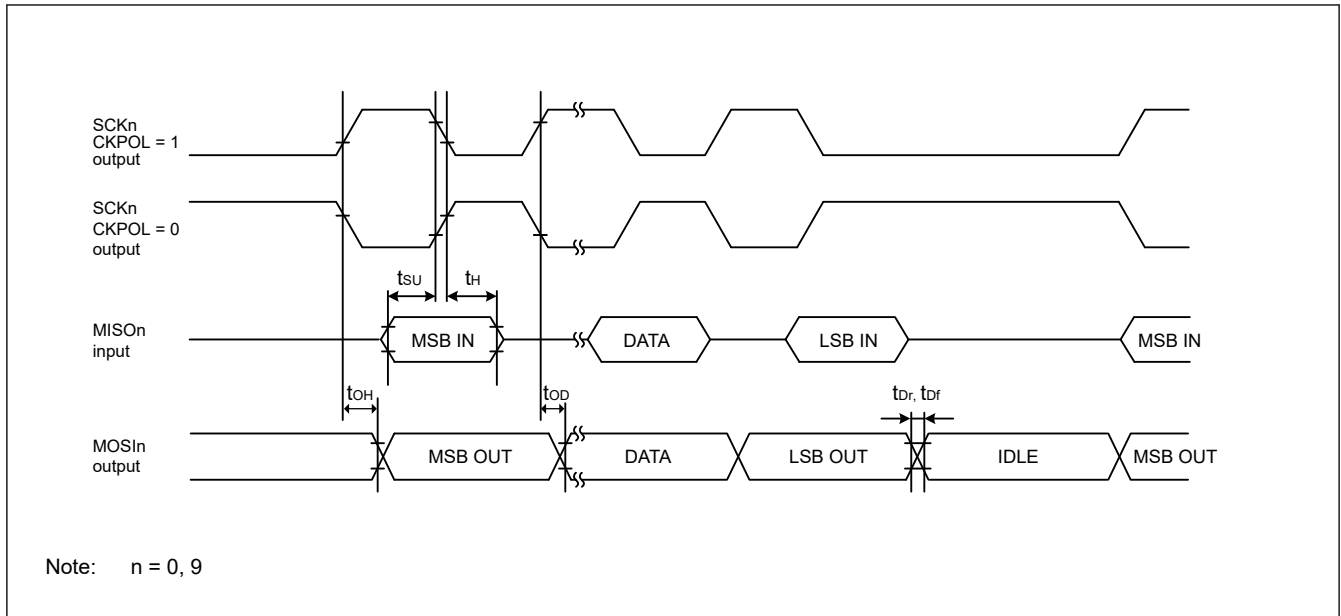 SCKn
CKPOL = 1
output
SCKn
CKPOL = 0
output
tSU
tH
MISOn
input
MSB IN
DATA
LSB IN
MSB IN
tOH
tOD
tDr, tDf
MOSIn
output
MSB OUT
DATA
LSB OUT
IDLE
MSB OUT
Note: n = 0, 9